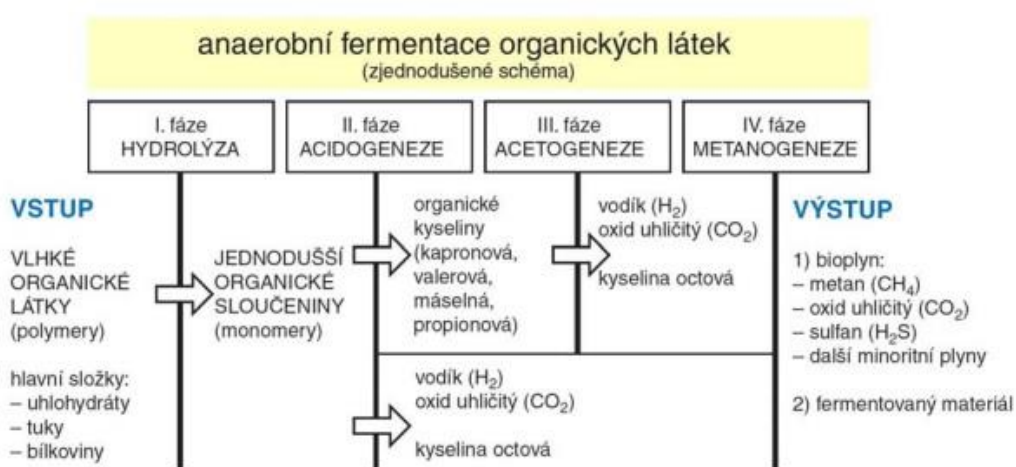 anaerobní fermentace organických látek
(zjednodušené schéma)
I. fáze
HYDROLÝZA
II. fáze
ACIDOGENEZE
III. fáze
ACETOGENEZE
IV. fáze
METANOGENEZE
VSTUP
VLHKÉ
ORGANICKÉ
LÁTKY
(polymery)
hlavní složky:
– uhlohydráty
– tuky
– bílkoviny
JEDNODUŠŠÍ
ORGANICKÉ
SLOUČENINY
(monomery)
organické
kyseliny
(kapronová,
valerová,
máselná,
propionová)
vodík (H₂)
oxid uhličitý (CO₂)
kyselina octová
vodík (H₂)
oxid uhličitý (CO₂)
kyselina octová
VÝSTUP
1) bioplyn:
– metan (CH₄)
– oxid uhličitý (CO₂)
– sulfan (H₂S)
– další minoritní plyny
2) fermentovaný materiál